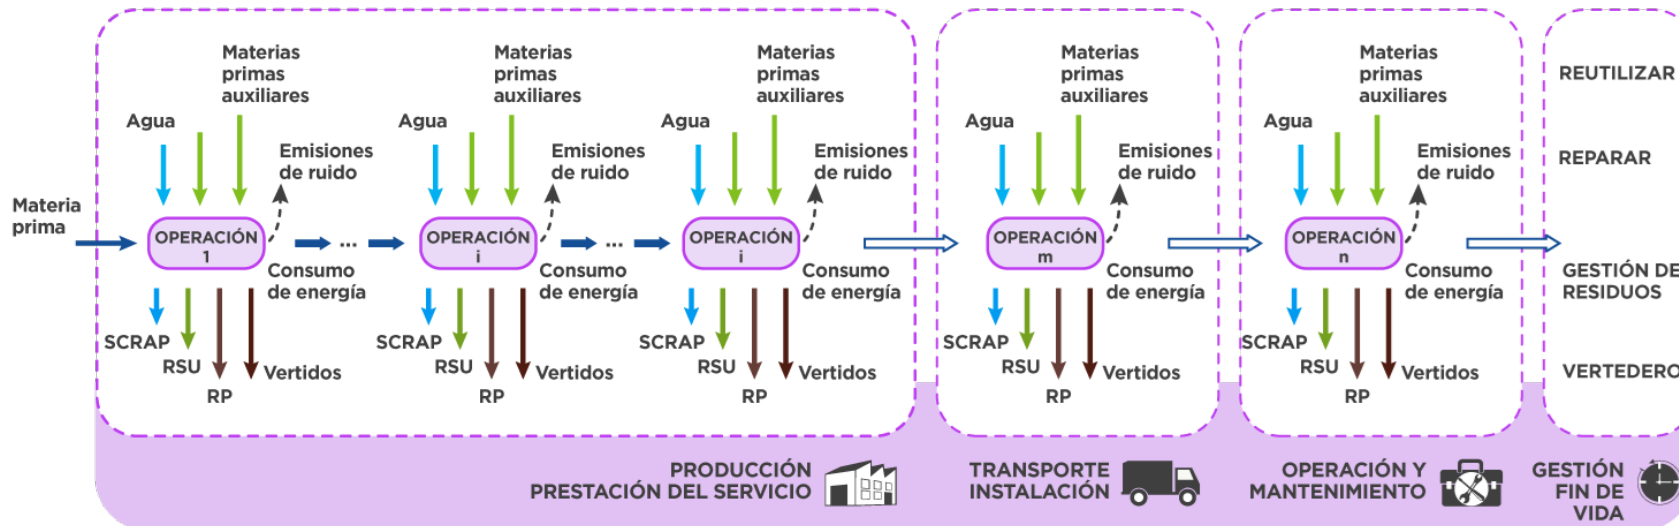 Materia
prima
Materias
primas
auxiliares
Agua
Emisiones
de ruido
OPERACIÓN
1
Consumo
de energía
SCRAP
RSU
RP
Vertidos
...
Materias
primas
auxiliares
Agua
Emisiones
de ruido
OPERACIÓN
i
Consumo
de energía
SCRAP
RSU
RP
Vertidos
...
Materias
primas
auxiliares
Agua
Emisiones
de ruido
OPERACIÓN
i
Consumo
de energía
SCRAP
RSU
RP
Vertidos
PRODUCCIÓN
PRESTACIÓN DEL SERVICIO
Materias
primas
auxiliares
Agua
Emisiones
de ruido
OPERACIÓN
m
Consumo
de energía
SCRAP
RSU
RP
Vertidos
TRANSPORTE
INSTALACIÓN
Materias
primas
auxiliares
Agua
Emisiones
de ruido
OPERACIÓN
n
Consumo
de energía
SCRAP
RSU
RP
Vertidos
OPERACIÓN Y
MANTENIMIENTO
REUTILIZAR
REPARAR
GESTIÓN DE
RESIDUOS
VERTEDERO
GESTIÓN
FIN DE
VIDA